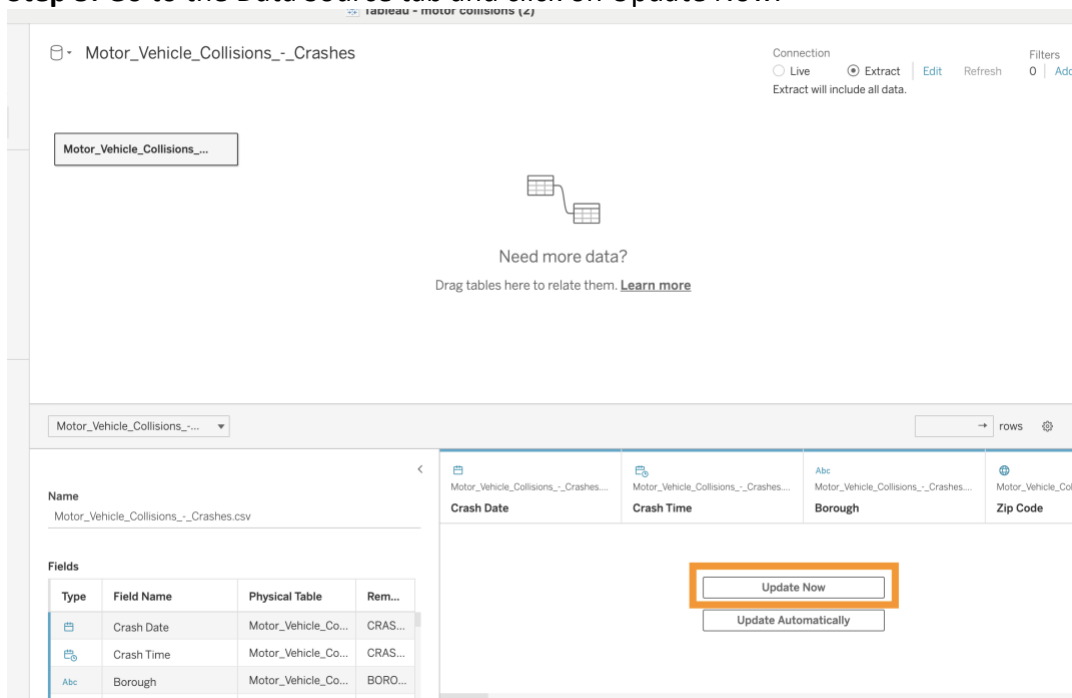 Tableau - motor collisions (2)
Motor_Vehicle_Collisions_-_Crashes
Connection
Live Extract Edit Refresh
Extract will include all data.
Filters
0 Add
Motor_Vehicle_Collisions_...
Need more data?
Drag tables here to relate them. Learn more
Motor_Vehicle_Collisions_-...
rows
Name
Motor_Vehicle_Collisions_-_Crashes.csv
Fields
Type Field Name Physical Table Rem...
Crash Date Motor_Vehicle_Co... CRAS...
Crash Time Motor_Vehicle_Co... CRAS...
Abc Borough Motor_Vehicle_Co... BORO...
Motor_Vehicle_Collisions_-_Crashes....
Crash Date
Motor_Vehicle_Collisions_-_Crashes....
Crash Time
Abc
Motor_Vehicle_Collisions_-_Crashes....
Borough
Motor_Vehicle_Col
Zip Code
Update Now
Update Automatically